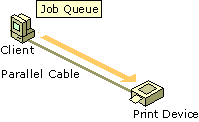 Job Queue
Client
Parallel Cable
Print Device